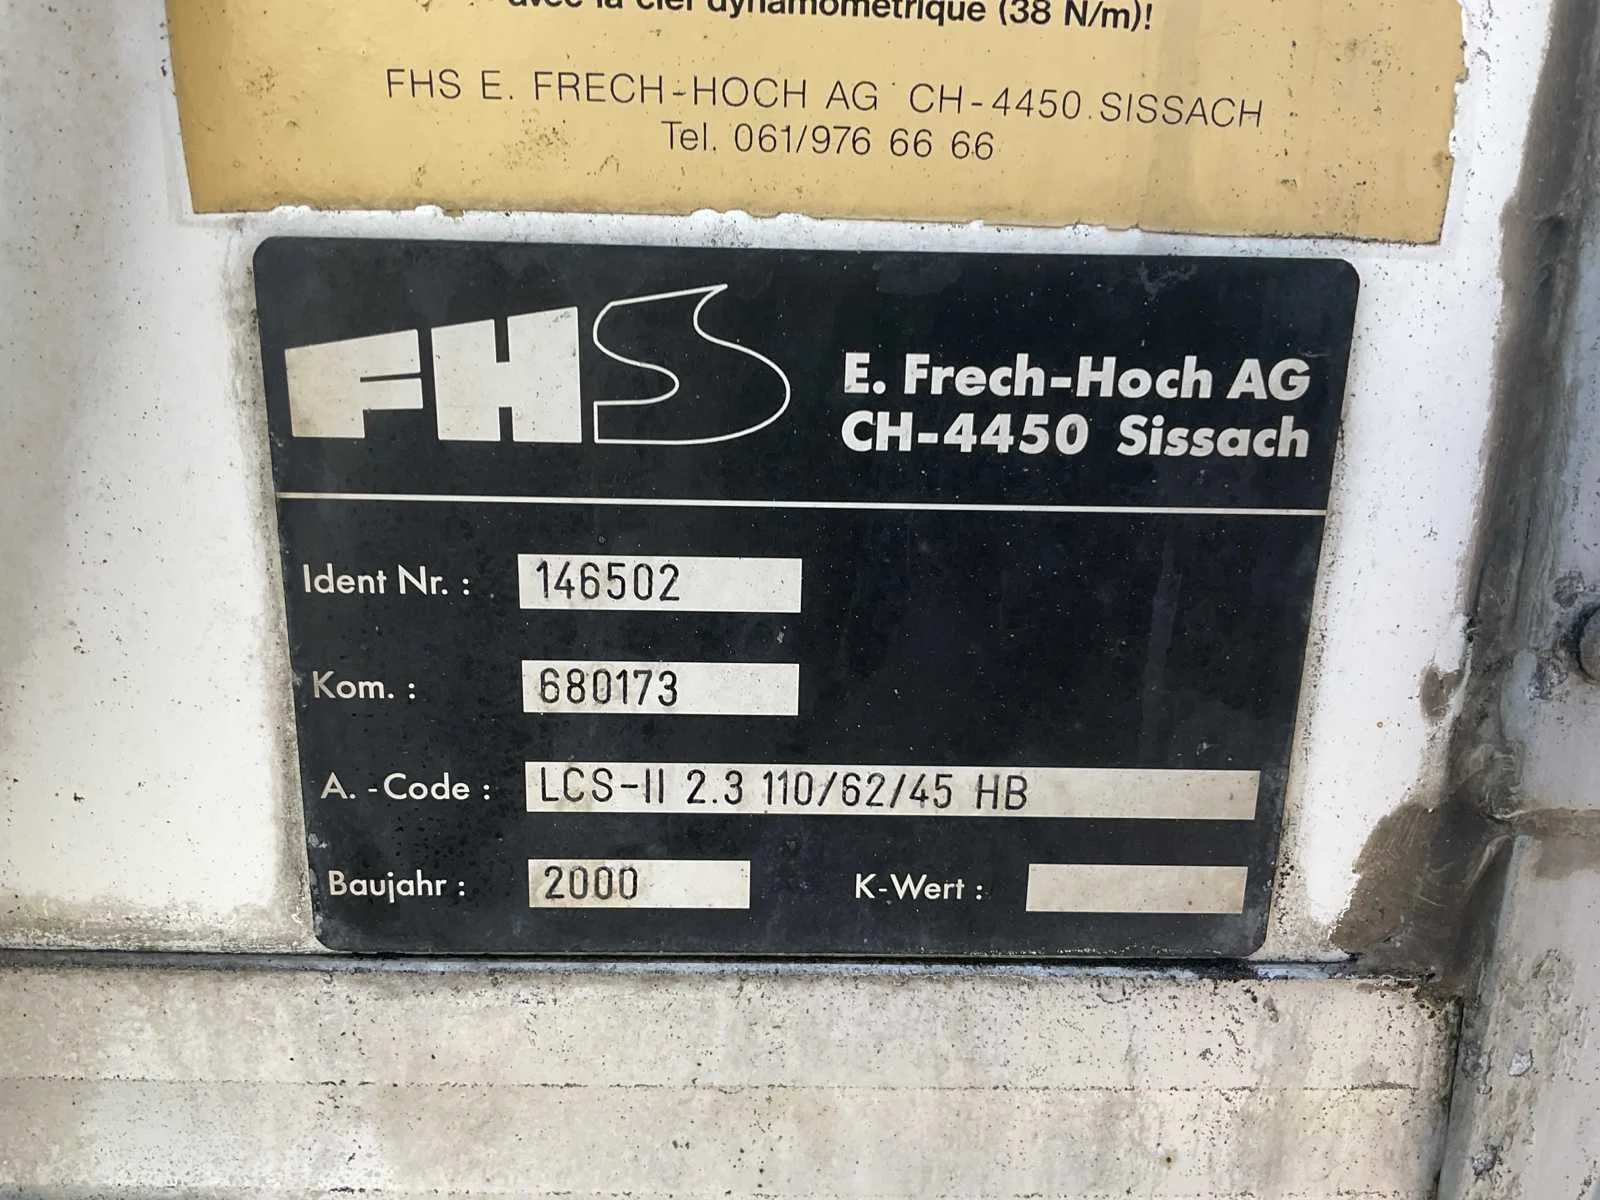 avec la clef dynamométrique (38 N/m)!
FHS E. FRECH-HOCH AG CH-4450 SISSACH
Tel. 061/976 66 66
FHS
E. Frech-Hoch AG
CH-4450 Sissach
Ident Nr. : 146502
Kom. : 680173
A. -Code : LCS-II 2.3 110/62/45 HB
Baujahr : 2000 K-Wert :